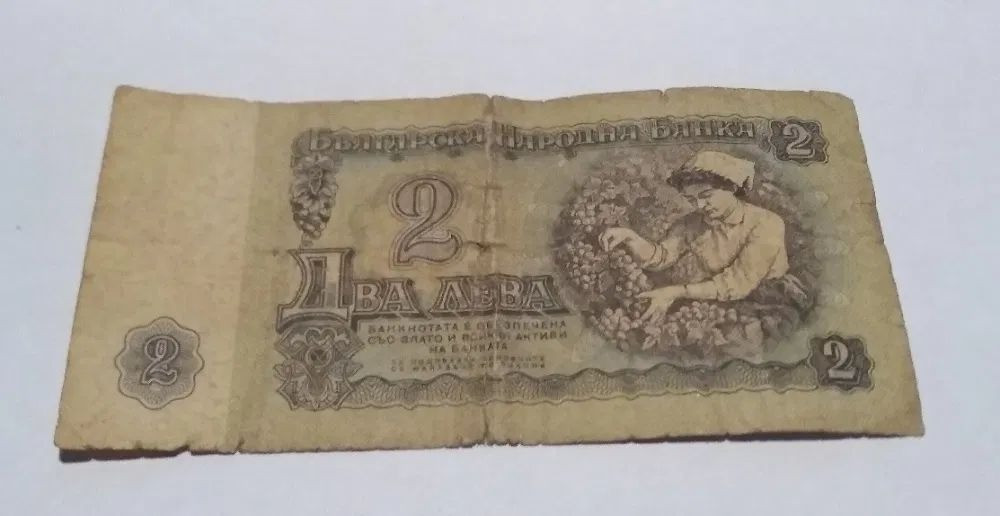 Българска Народна Банка 2
2
Два лева
БАНКНОТАТА Е ОБЕЗПЕЧЕНА
СЪС ЗЛАТО И ВСИЧКИ АКТИВИ
НА БАНКАТА
2
2